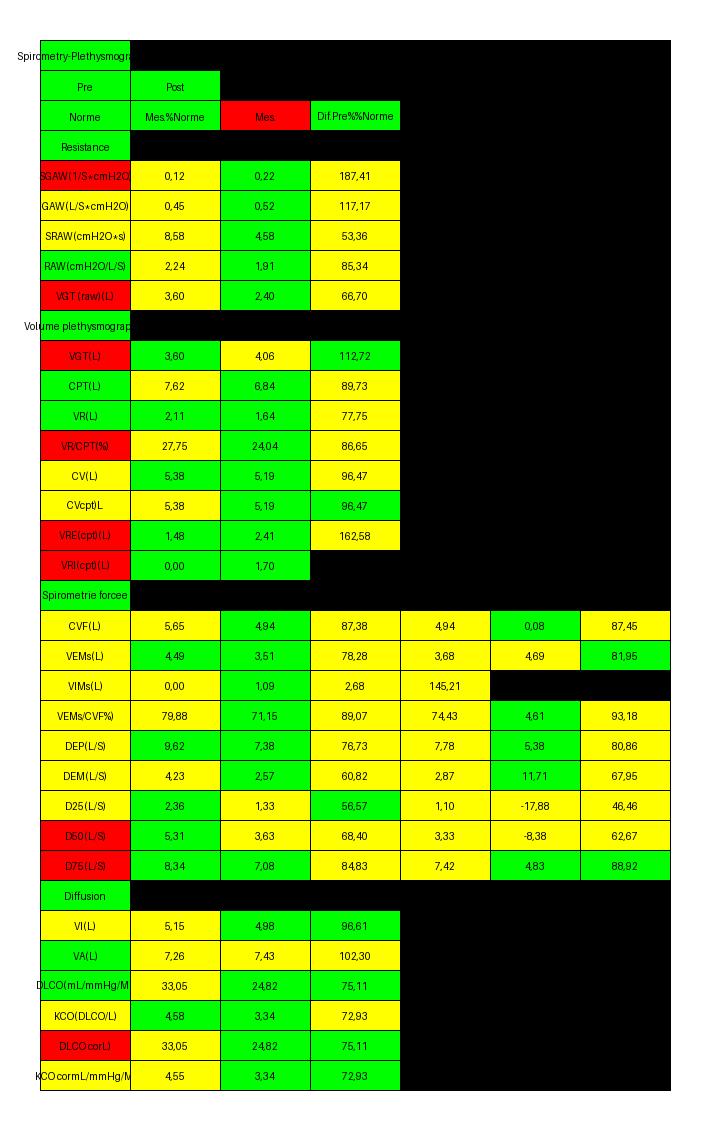 Spirometry-Plethysmogra
Pre Post
Norme Mes.%Norme Mes. Dif.Pre%%Norme
Resistance
SGAW(1/S*cmH2O) 0,12 0,22 187,41
GAW(L/S*cmH2O) 0,45 0,52 117,17
SRAW(cmH2O*s) 8,58 4,58 53,36
RAW(cmH2O/L/S) 2,24 1,91 85,34
VGT(raw)(L) 3,60 2,40 66,70
Volume plethysmograp
VGT(L) 3,60 4,06 112,72
CPT(L) 7,62 6,84 89,73
VR(L) 2,11 1,64 77,75
VR/CPT(%) 27,75 24,04 86,65
CV(L) 5,38 5,19 96,47
CVcpt)L 5,38 5,19 96,47
VRE(cpt)(L) 1,48 2,41 162,58
VRI(cpt)(L) 0,00 1,70
Spirometrie forcee
CVF(L) 5,65 4,94 87,38 4,94 0,08 87,45
VEMs(L) 4,49 3,51 78,28 3,68 4,69 81,95
VIMs(L) 0,00 1,09 2,68 145,21
VEMs/CVF%) 79,88 71,15 89,07 74,43 4,61 93,18
DEP(L/S) 9,62 7,38 76,73 7,78 5,38 80,86
DEM(L/S) 4,23 2,57 60,82 2,87 11,71 67,95
D25(L/S) 2,36 1,33 56,57 1,10 -17,88 46,46
D50(L/S) 5,31 3,63 68,40 3,33 -8,38 62,67
D75(L/S) 8,34 7,08 84,83 7,42 4,83 88,92
Diffusion
VI(L) 5,15 4,98 96,61
VA(L) 7,26 7,43 102,30
DLCO(mL/mmHg/M 33,05 24,82 75,11
KCO(DLCO/L) 4,58 3,34 72,93
DLCOcorL) 33,05 24,82 75,11
KCOcormL/mmHg/M 4,55 3,34 72,93